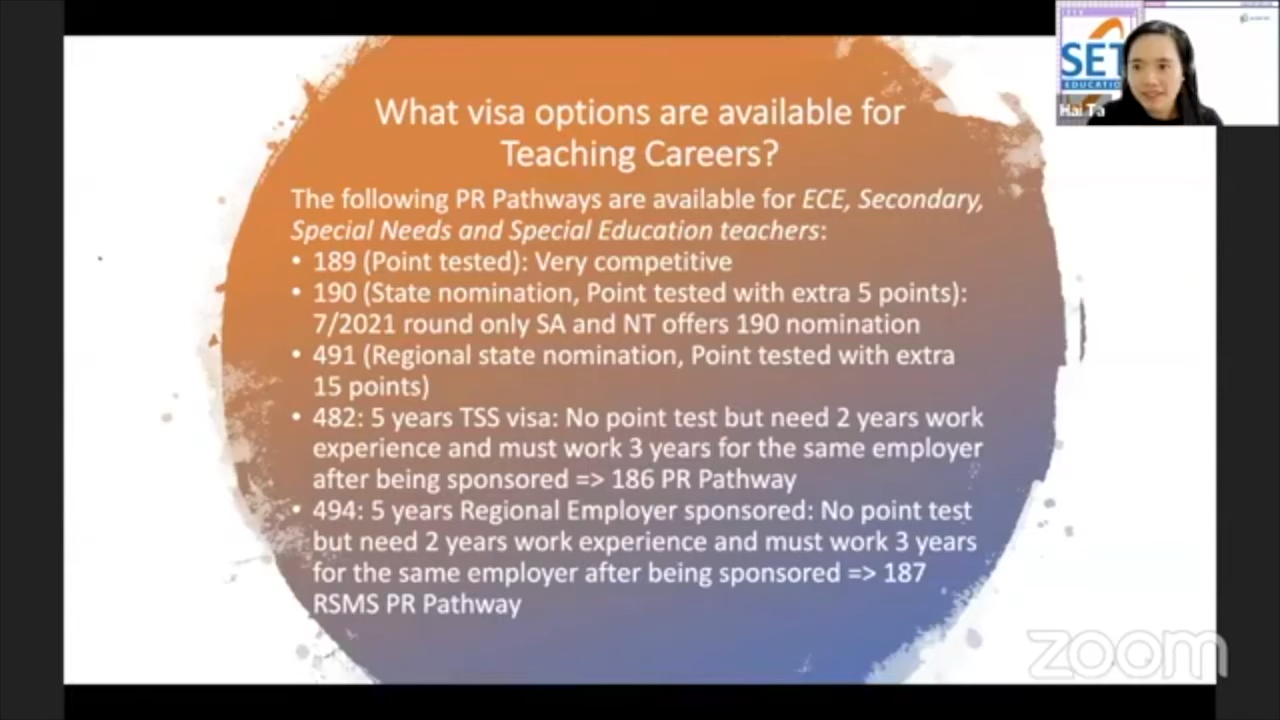 What visa options are available for
Teaching Careers?
The following PR Pathways are available for ECE, Secondary,
Special Needs and Special Education teachers:
• 189 (Point tested): Very competitive
• 190 (State nomination, Point tested with extra 5 points):
7/2021 round only SA and NT offers 190 nomination
• 491 (Regional state nomination, Point tested with extra
15 points)
• 482: 5 years TSS visa: No point test but need 2 years work
experience and must work 3 years for the same employer
after being sponsored => 186 PR Pathway
• 494: 5 years Regional Employer sponsored: No point test
but need 2 years work experience and must work 3 years
for the same employer after being sponsored => 187
RSMS PR Pathway
SET
EDUCATIO
Hai Ta
zoom